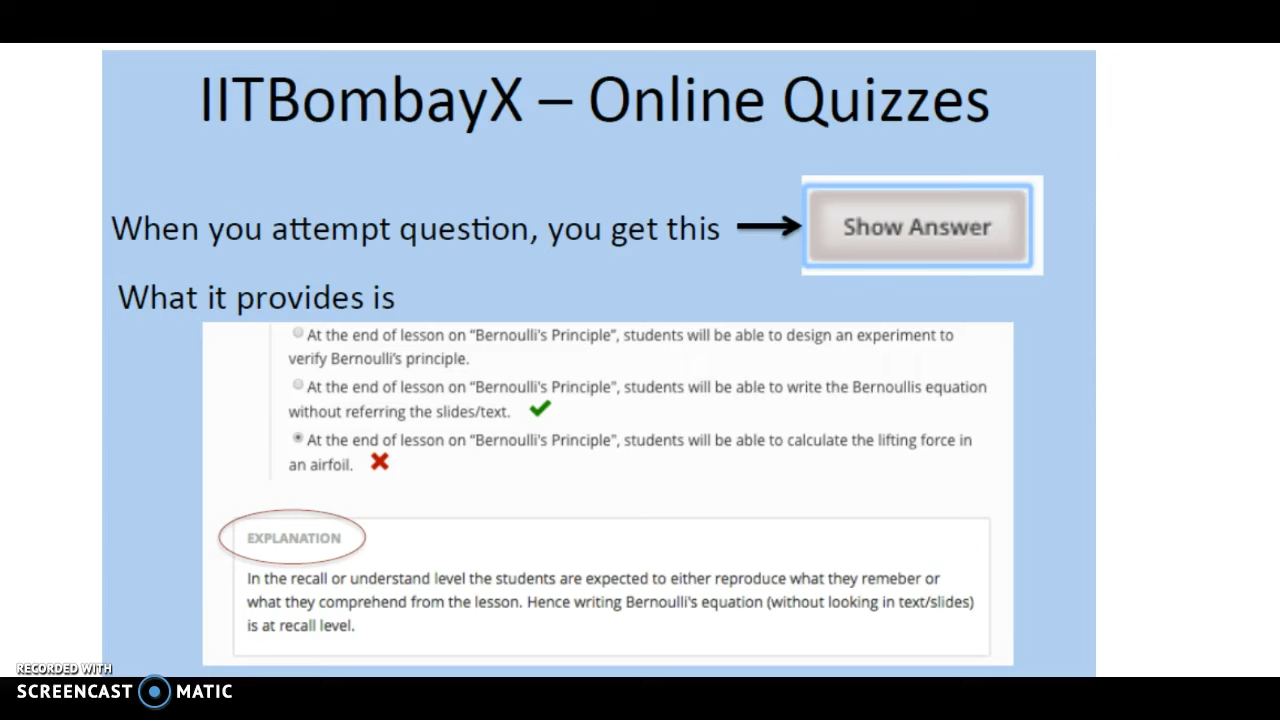 IITBombayX – Online Quizzes
When you attempt question, you get this
Show Answer
What it provides is
At the end of lesson on “Bernoulli's Principle”, students will be able to design an experiment to
verify Bernoulli’s principle.
At the end of lesson on “Bernoulli's Principle”, students will be able to write the Bernoullis equation
without referring the slides/text.
At the end of lesson on “Bernoulli's Principle”, students will be able to calculate the lifting force in
an airfoil.
EXPLANATION
In the recall or understand level the students are expected to either reproduce what they remeber or
what they comprehend from the lesson. Hence writing Bernoulli's equation (without looking in text/slides)
is at recall level.
RECORDED WITH
SCREENCAST MATIC